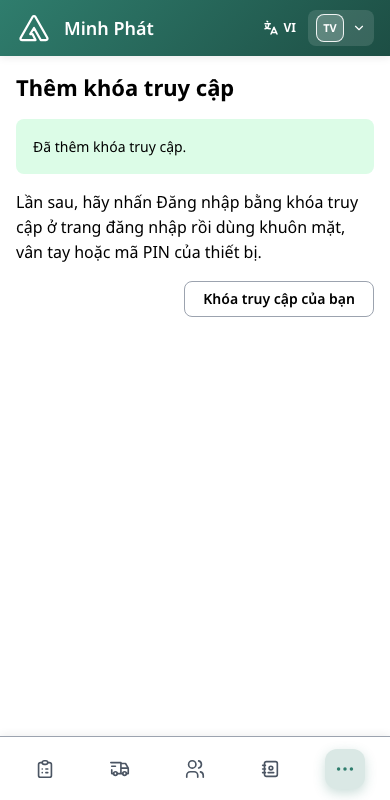 Minh Phát
VI
TV
Thêm khóa truy cập
Đã thêm khóa truy cập.
Lần sau, hãy nhấn Đăng nhập bằng khóa truy
cập ở trang đăng nhập rồi dùng khuôn mặt,
vân tay hoặc mã PIN của thiết bị.
Khóa truy cập của bạn